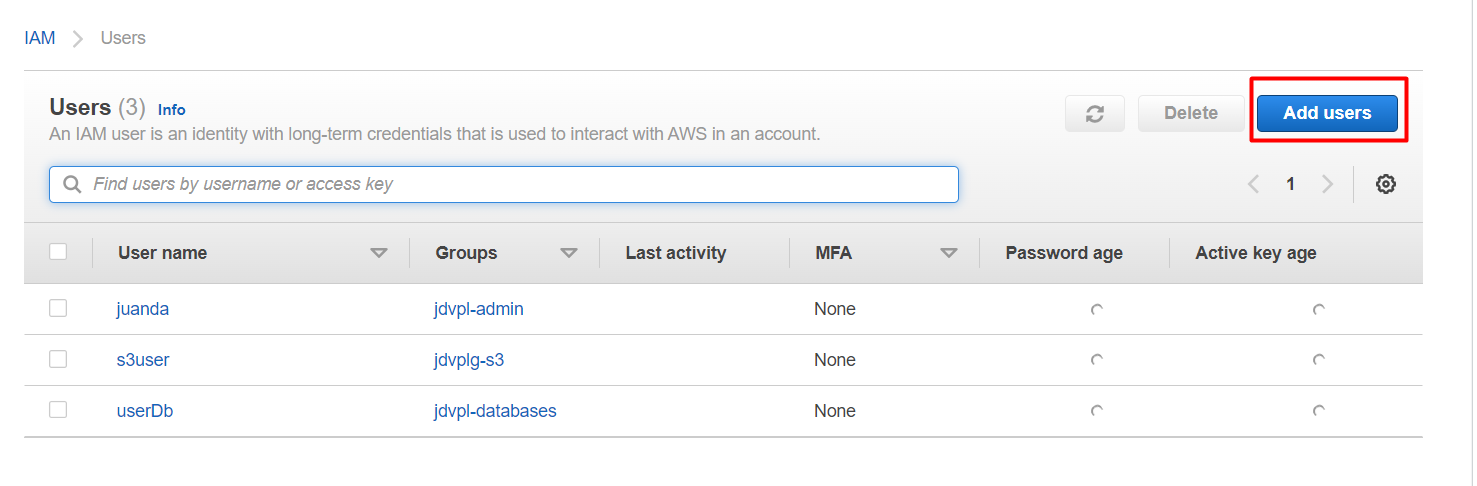 IAM Users
Users (3) Info
An IAM user is an identity with long-term credentials that is used to interact with AWS in an account.
Delete
Add users
Find users by username or access key
1
User name Groups Last activity MFA Password age Active key age
juanda jdvpl-admin None
s3user jdvplg-s3 None
userDb jdvpl-databases None